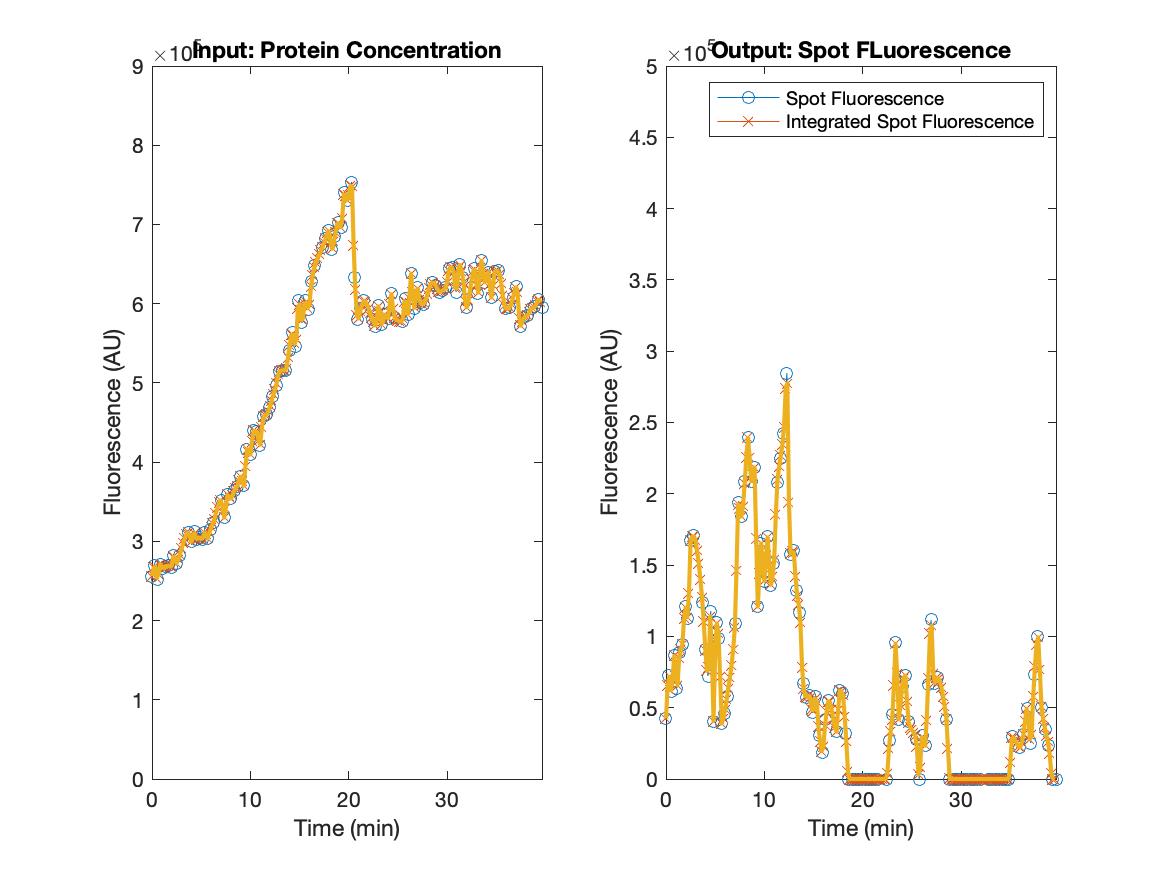 ×10⁵ Input: Protein Concentration
9
8
7
6
5
4
3
2
1
0
Fluorescence (AU)
0 10 20 30
Time (min)
×10⁵ Output: Spot FLuorescence
Spot Fluorescence
Integrated Spot Fluorescence
5
4.5
4
3.5
3
2.5
2
1.5
1
0.5
0
Fluorescence (AU)
0 10 20 30
Time (min)